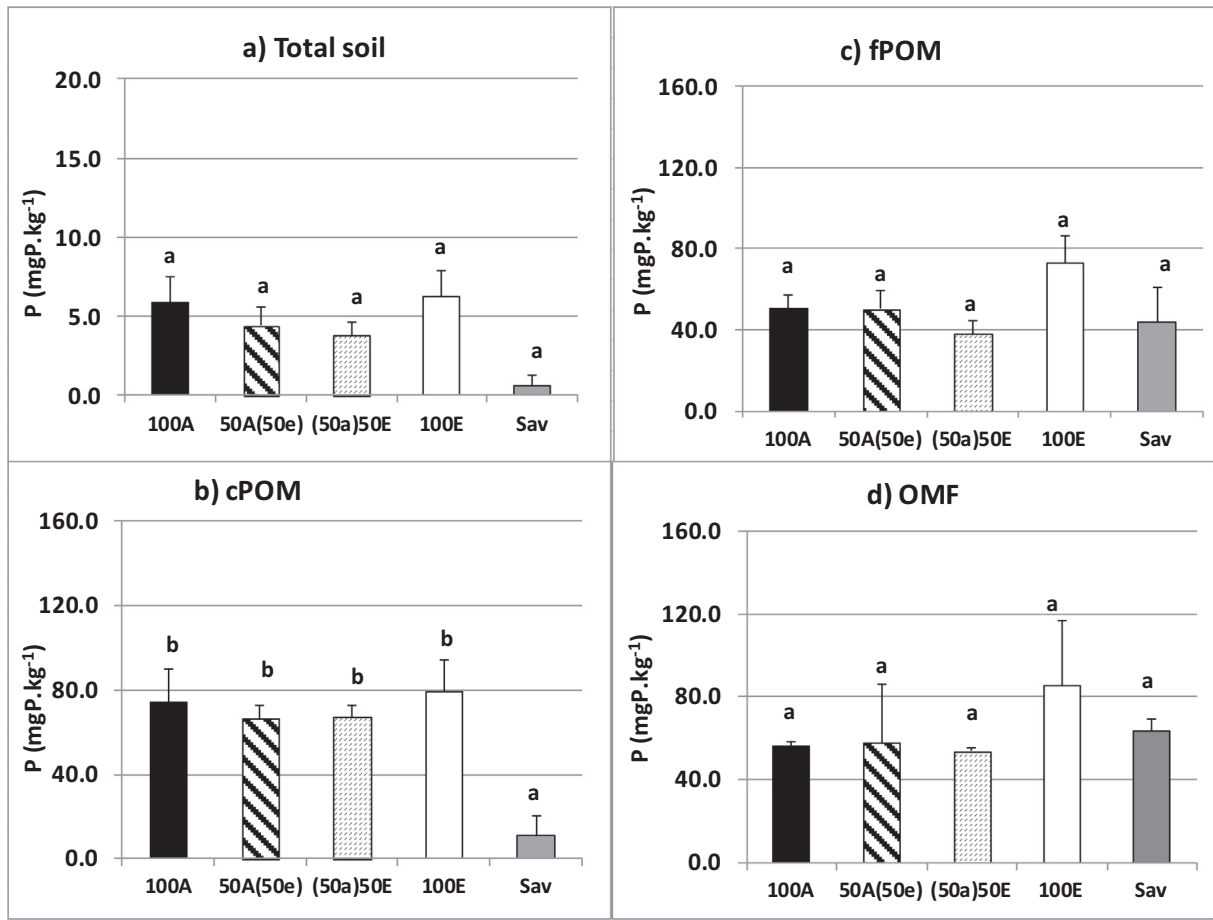 a) Total soil
20.0
15.0
10.0
5.0
0.0
P (mgP.kg-1)
a a a a a
100A 50A(50e) (50a)50E 100E Sav
b) cPOM
160.0
120.0
80.0
40.0
0.0
P (mgP.kg-1)
b b b b a
100A 50A(50e) (50a)50E 100E Sav
c) fPOM
160.0
120.0
80.0
40.0
0.0
P (mgP.kg-1)
a a a a a
100A 50A(50e) (50a)50E 100E Sav
d) OMF
160.0
120.0
80.0
40.0
0.0
P (mgP.kg-1)
a a a a a
100A 50A(50e) (50a)50E 100E Sav